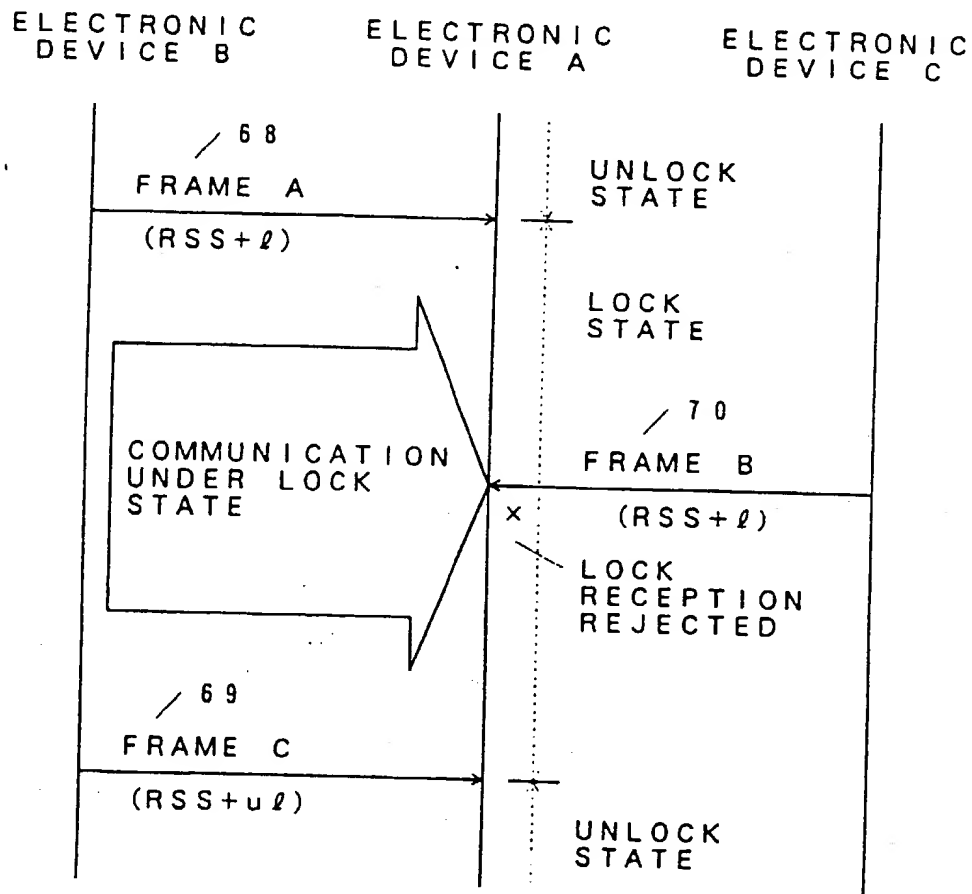 ELECTRONIC
DEVICE B
ELECTRONIC
DEVICE A
ELECTRONIC
DEVICE C
68
FRAME A
(RSS+ℓ)
UNLOCK
STATE
LOCK
STATE
70
FRAME B
(RSS+ℓ)
COMMUNICATION
UNDER LOCK
STATE
×
LOCK
RECEPTION
REJECTED
69
FRAME C
(RSS+uℓ)
UNLOCK
STATE